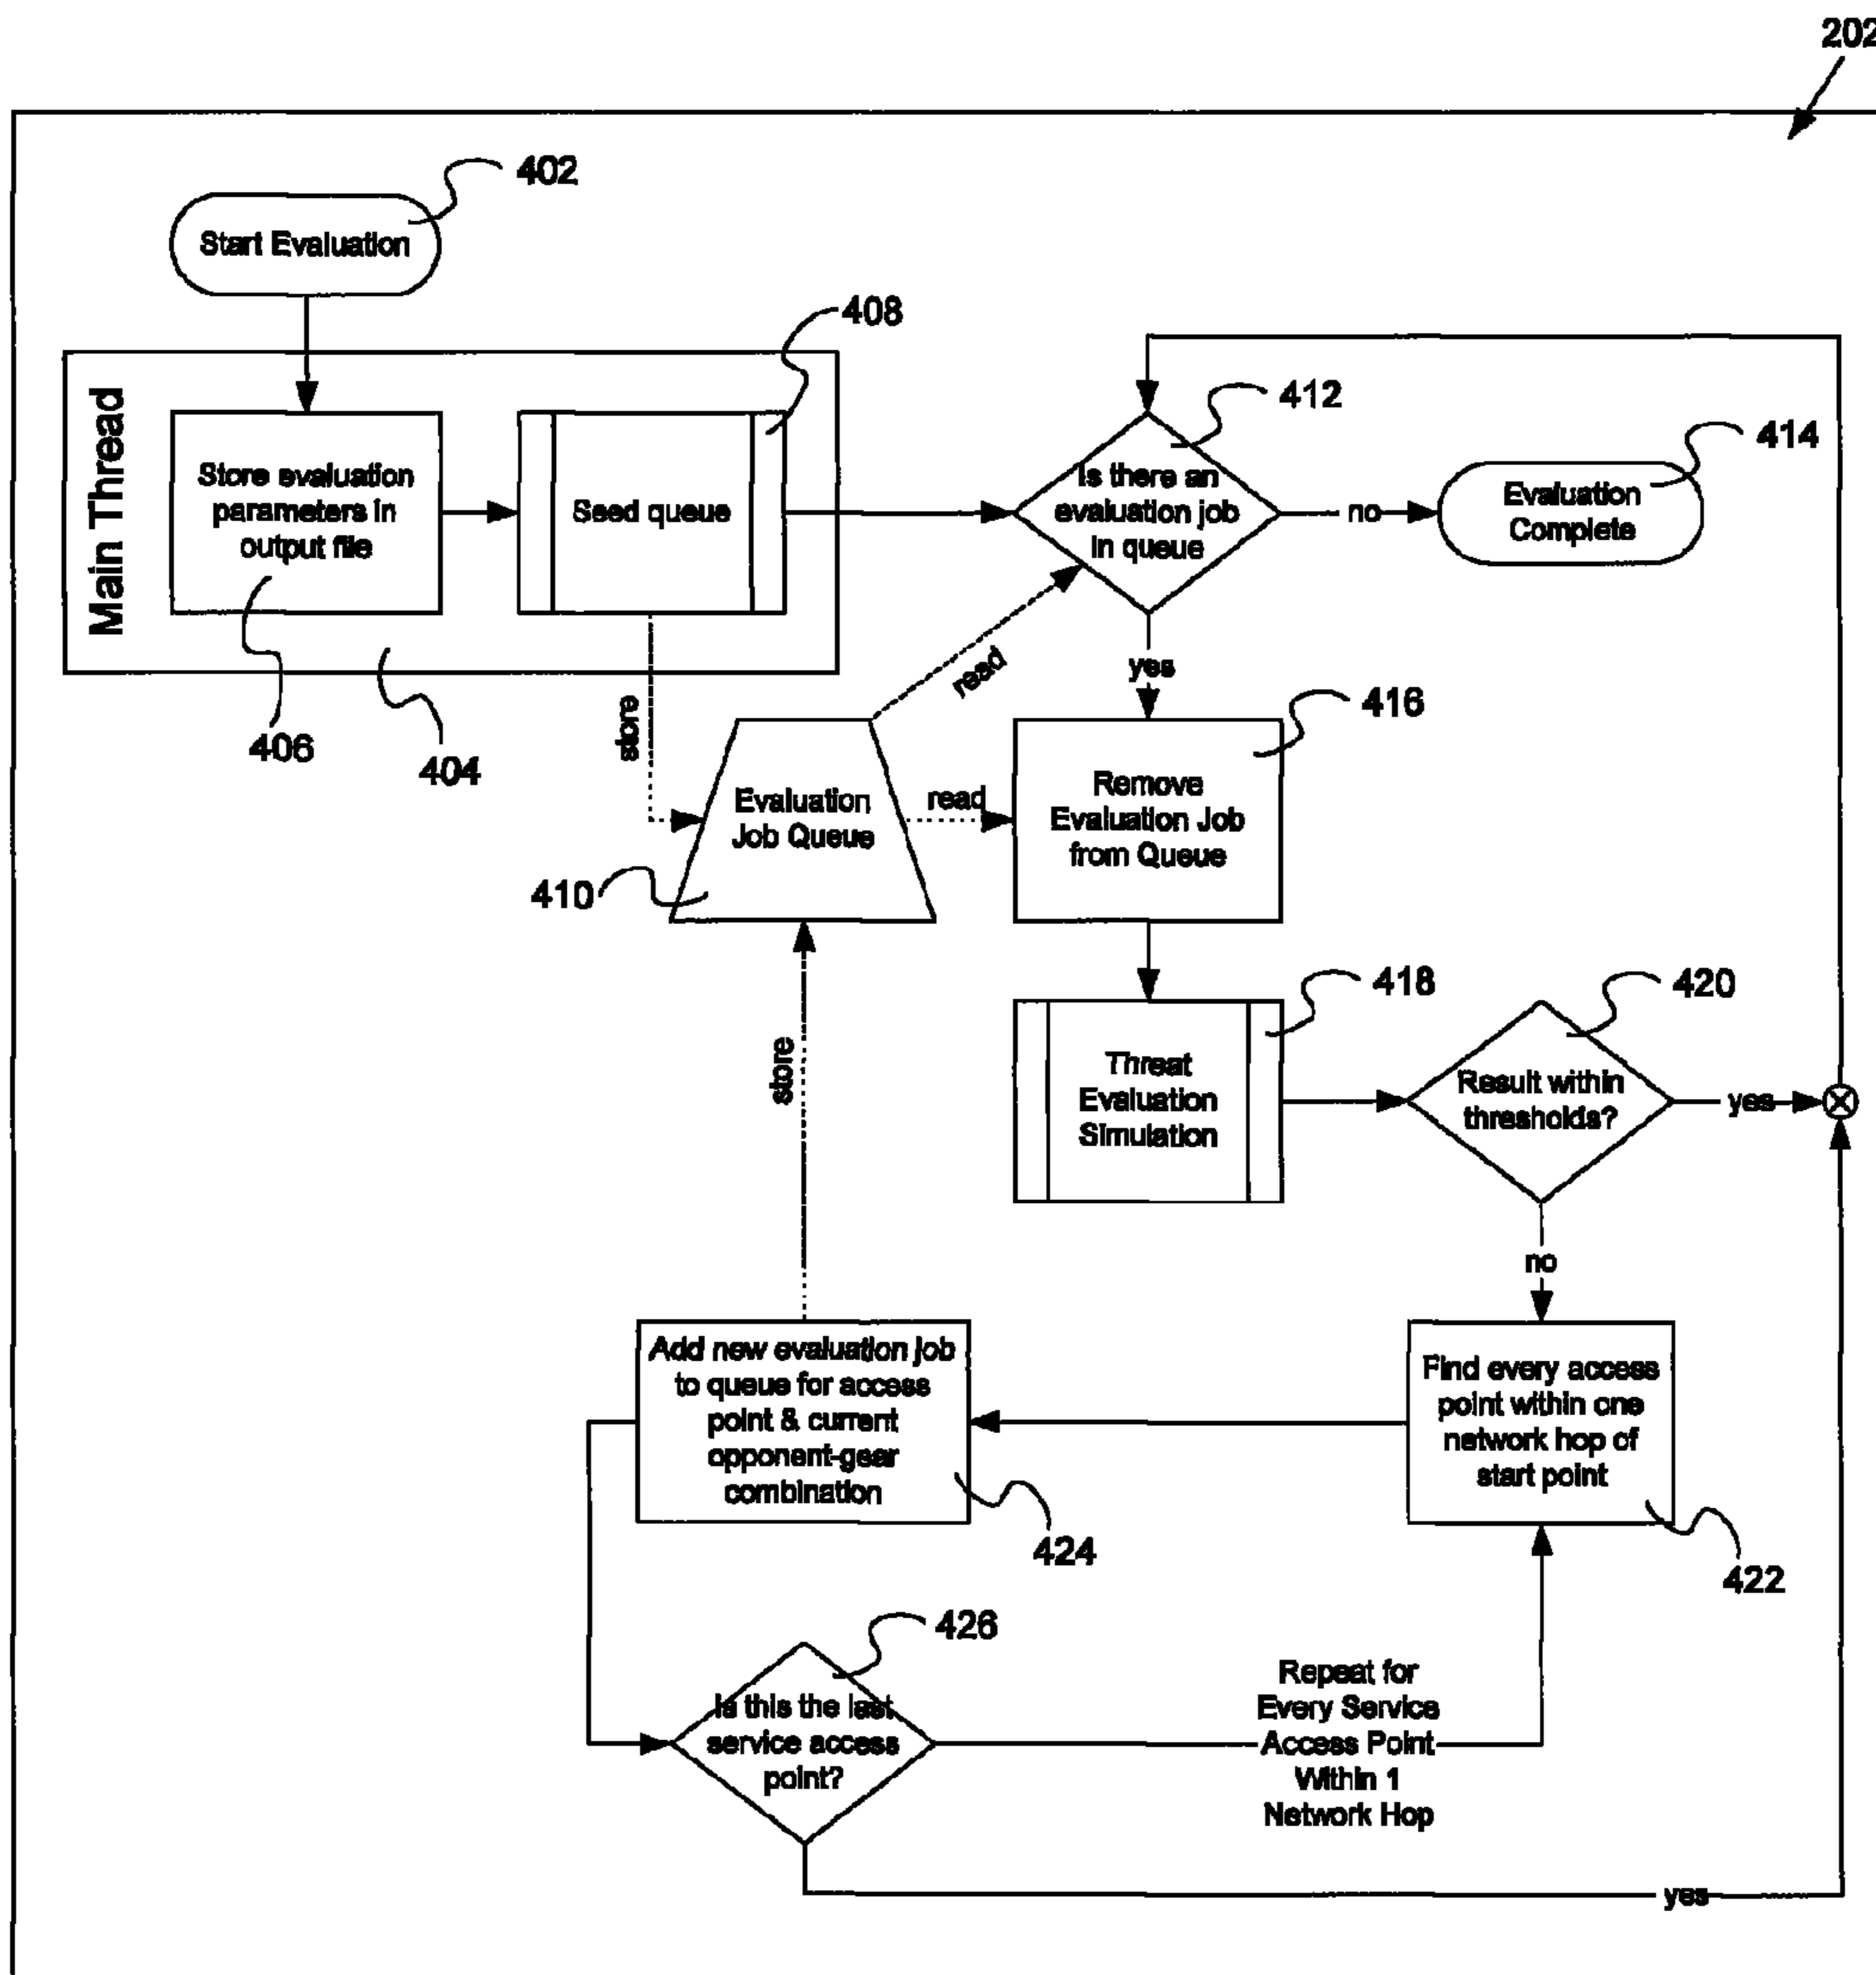 202
402
Start Evaluation
408
Main Thread
Store evaluation
parameters in
output file
Seed queue
412
Is there an
evaluation job
in queue
no
414
Evaluation
Complete
406
404
store
read
yes
416
Evaluation
Job Queue
read
Remove
Evaluation Job
from Queue
410
418
420
store
Threat
Evaluation
Simulation
Result within
thresholds?
yes
no
Add new evaluation job
to queue for access
point & current
opponent-gear
combination
Find every access
point within one
network hop of
start point
424
422
426
Is this the last
service access
point?
Repeat for
Every Service
Access Point
Within 1
Network Hop
yes